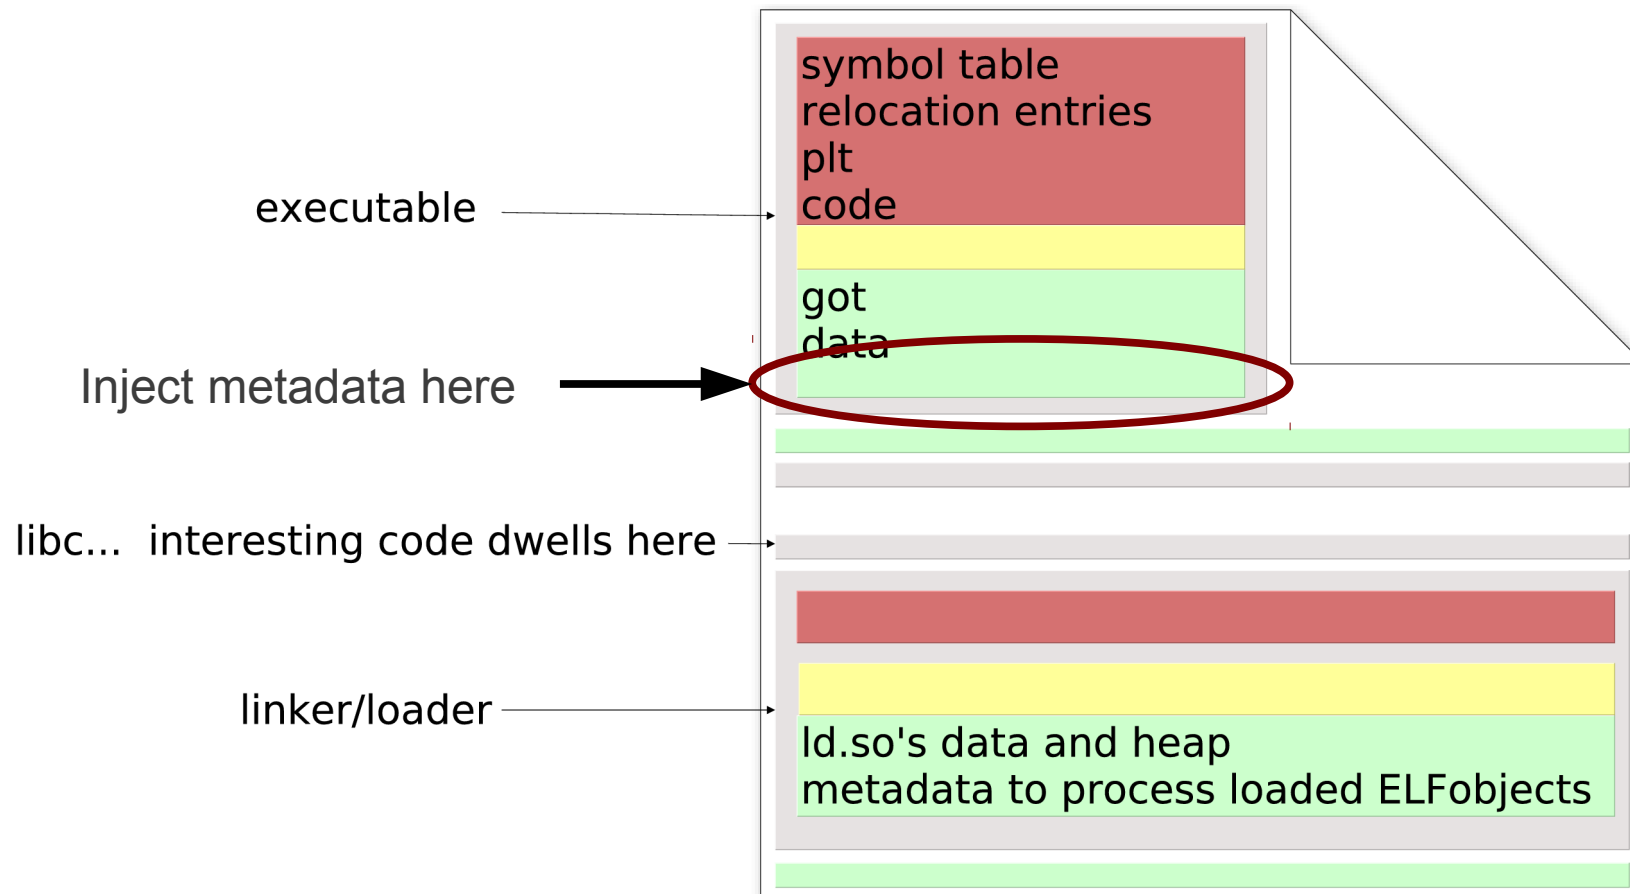 symbol table
relocation entries
plt
code
executable
got
data
Inject metadata here
libc... interesting code dwells here
linker/loader
ld.so's data and heap
metadata to process loaded ELFobjects